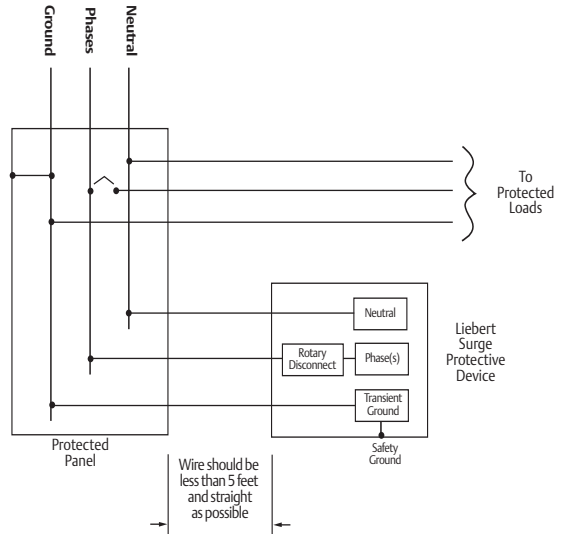 Ground
Phases
Neutral
To
Protected
Loads
Neutral
Rotary
Disconnect
Phase(s)
Transient
Ground
Safety
Ground
Liebert
Surge
Protective
Device
Protected
Panel
Wire should be
less than 5 feet
and straight
as possible